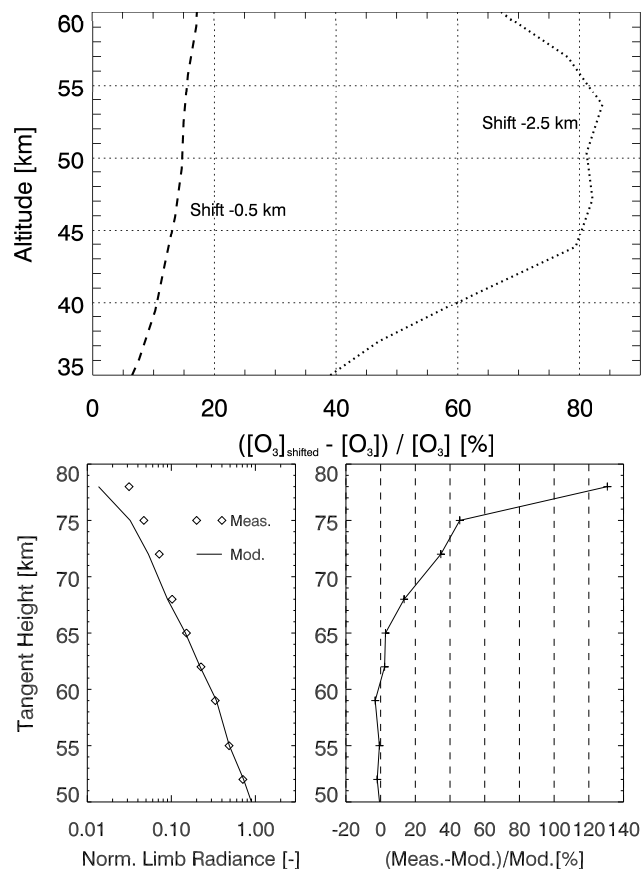 60
55
50
45
40
35
Altitude [km]
Shift -2.5 km
Shift -0.5 km
0 20 40 60 80
([O3]shifted - [O3]) / [O3] [%]
80
75
70
65
60
55
50
Tangent Height [km]
Meas.
Mod.
0.01 0.10 1.00
Norm. Limb Radiance [-]
-20 0 20 40 60 80 100 120 140
(Meas.-Mod.)/Mod.[%]